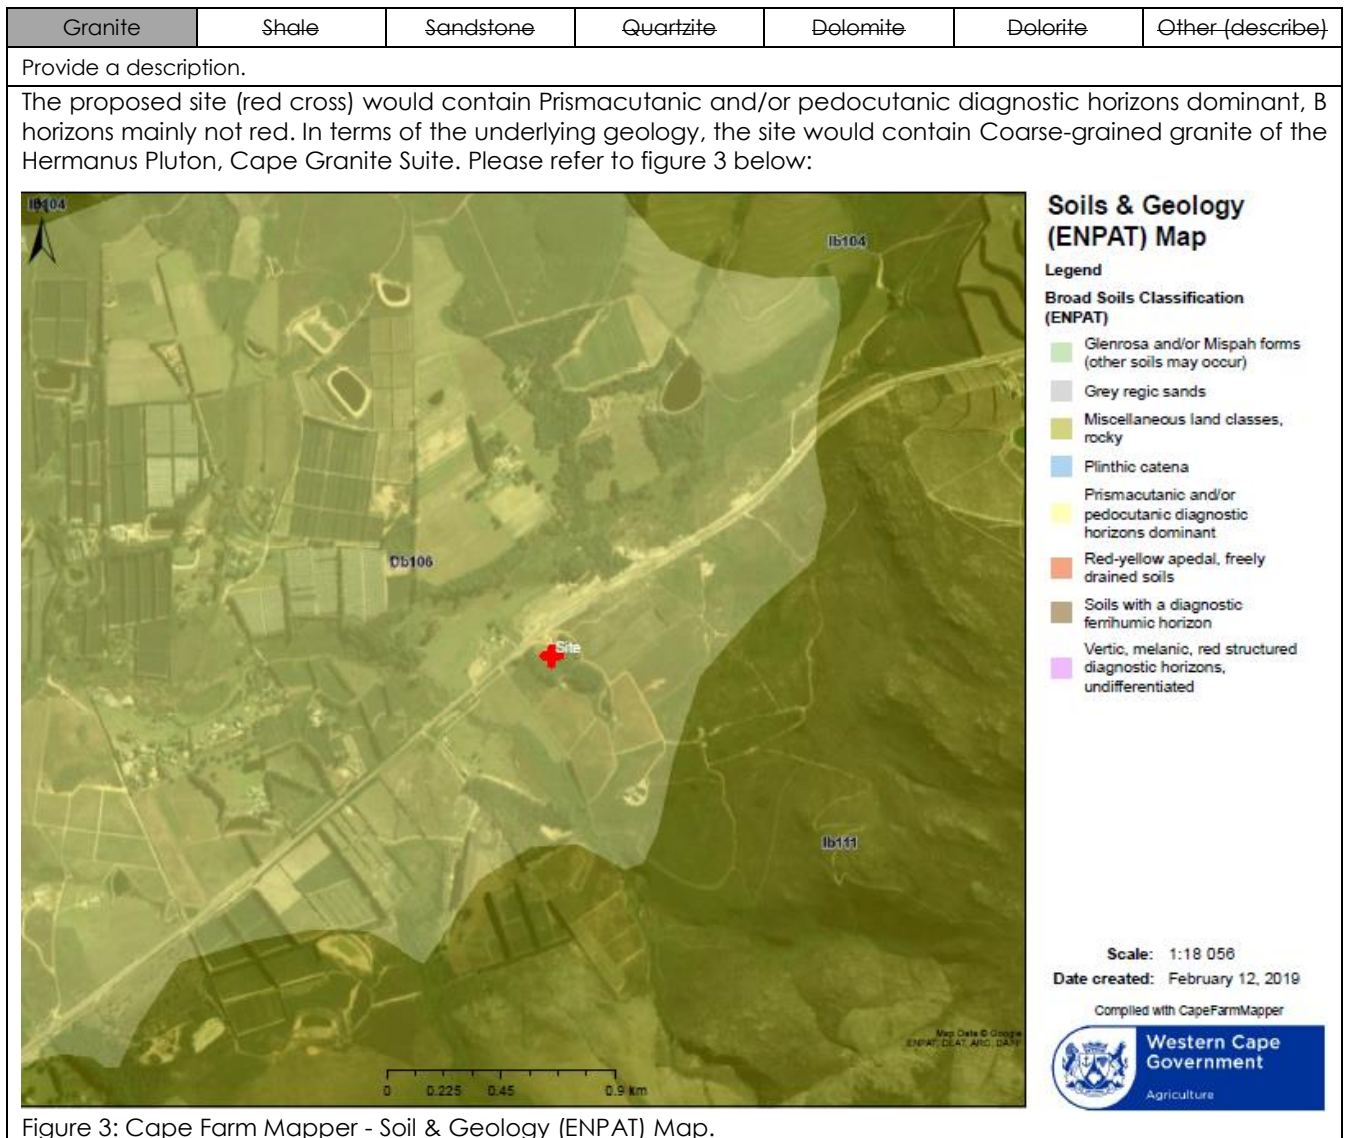 Granite Shale Sandstone Quartzite Dolomite Dolorite Other (describe)
Provide a description.
The proposed site (red cross) would contain Prismacutanic and/or pedocutanic diagnostic horizons dominant, B
horizons mainly not red. In terms of the underlying geology, the site would contain Coarse-grained granite of the
Hermanus Pluton, Cape Granite Suite. Please refer to figure 3 below:
Ib104
Ib104
Db106
Site
Ib111
0 0.225 0.45 0.9 km
Map Data © Google
ENPAT, DEAT, ARC, DAFF
Soils & Geology
(ENPAT) Map
Legend
Broad Soils Classification
(ENPAT)
Glenrosa and/or Mispah forms
(other soils may occur)
Grey regic sands
Miscellaneous land classes,
rocky
Plinthic catena
Prismacutanic and/or
pedocutanic diagnostic
horizons dominant
Red-yellow apedal, freely
drained soils
Soils with a diagnostic
ferrihumic horizon
Vertic, melanic, red structured
diagnostic horizons,
undifferentiated
Scale: 1:18 056
Date created: February 12, 2019
Compiled with CapeFarmMapper
Western Cape
Government
Agriculture
Figure 3: Cape Farm Mapper - Soil & Geology (ENPAT) Map.